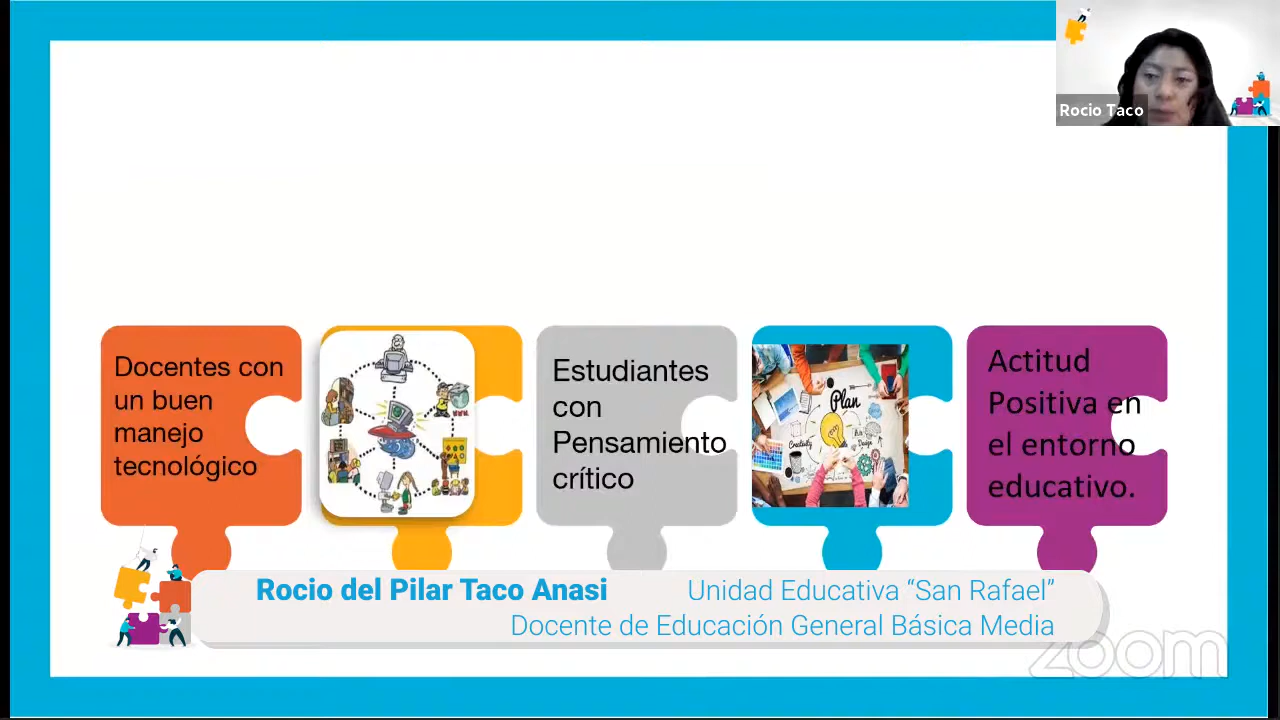 Rocio Taco
Docentes con
un buen
manejo
tecnológico
Estudiantes
con
Pensamiento
crítico
Plan
Creativity
Actitud
Positiva en
el entorno
educativo.
Rocio del Pilar Taco Anasi
Unidad Educativa “San Rafael”
Docente de Educación General Básica Media
zoom